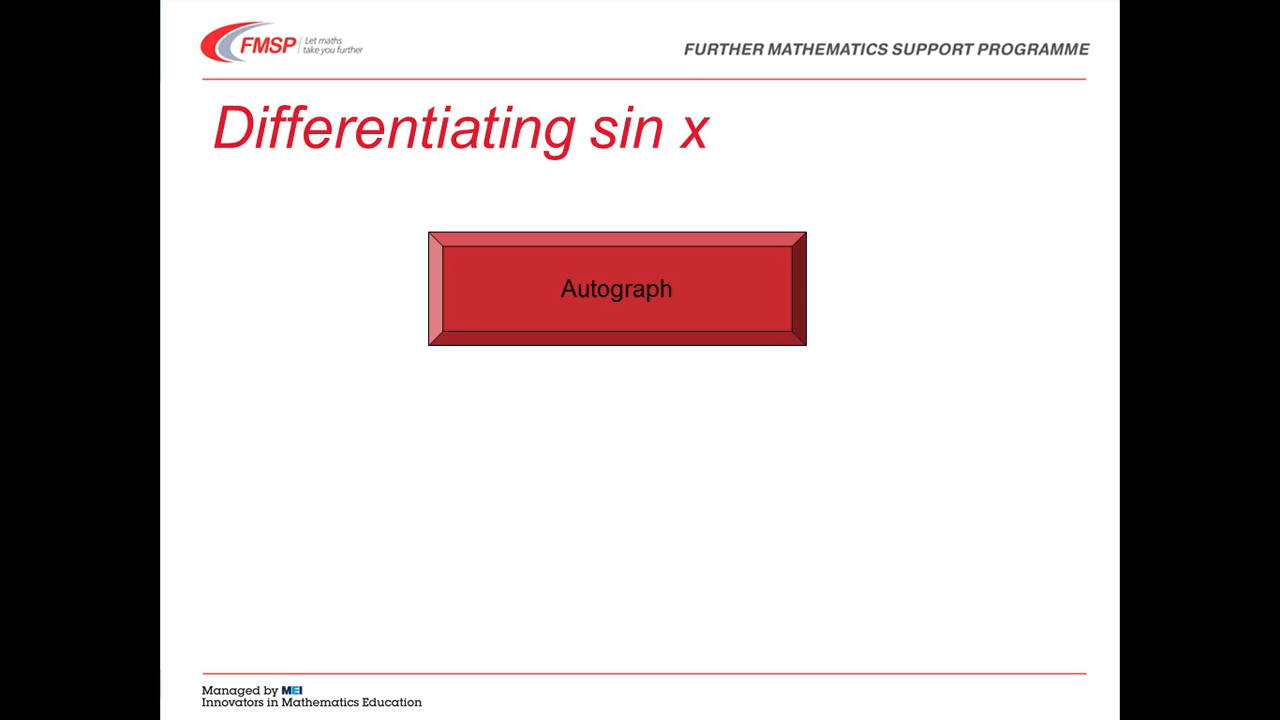 FMSP
Let maths
take you further
FURTHER MATHEMATICS SUPPORT PROGRAMME
Differentiating sin x
Autograph
Managed by MEI
Innovators in Mathematics Education